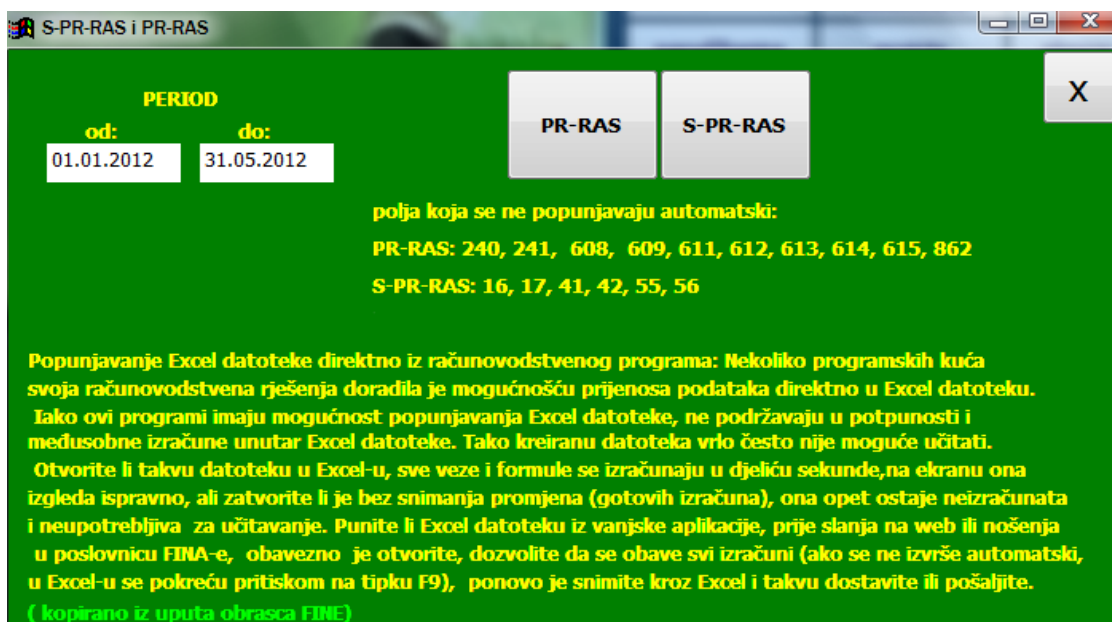 S-PR-RAS i PR-RAS
X
PERIOD
od: do:
01.01.2012 31.05.2012
PR-RAS S-PR-RAS
polja koja se ne popunjavaju automatski:
PR-RAS: 240, 241, 608, 609, 611, 612, 613, 614, 615, 862
S-PR-RAS: 16, 17, 41, 42, 55, 56
Popunjavanje Excel datoteke direktno iz računovodstvenog programa: Nekoliko programskih kuća
svoja računovodstvena rješenja doradila je mogućnošću prijenosa podataka direktno u Excel datoteku.
Iako ovi programi imaju mogućnost popunjavanja Excel datoteke, ne podržavaju u potpunosti i
međusobne izračune unutar Excel datoteke. Tako kreiranu datoteka vrlo često nije moguće učitati.
Otvorite li takvu datoteku u Excel-u, sve veze i formule se izračunaju u djeliću sekunde,na ekranu ona
izgleda ispravno, ali zatvorite li je bez snimanja promjena (gotovih izračuna), ona opet ostaje neizračunata
i neupotrebljiva za učitavanje. Punite li Excel datoteku iz vanjske aplikacije, prije slanja na web ili nošenja
u poslovnicu FINA-e, obavezno je otvorite, dozvolite da se obave svi izračuni (ako se ne izvrše automatski,
u Excel-u se pokreću pritiskom na tipku F9), ponovo je snimite kroz Excel i takvu dostavite ili pošaljite.
( kopirano iz uputa obrasca FINE)